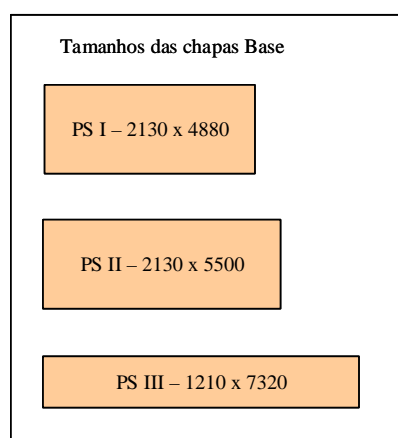 Tamanhos das chapas Base
PS I – 2130 x 4880
PS II – 2130 x 5500
PS III – 1210 x 7320